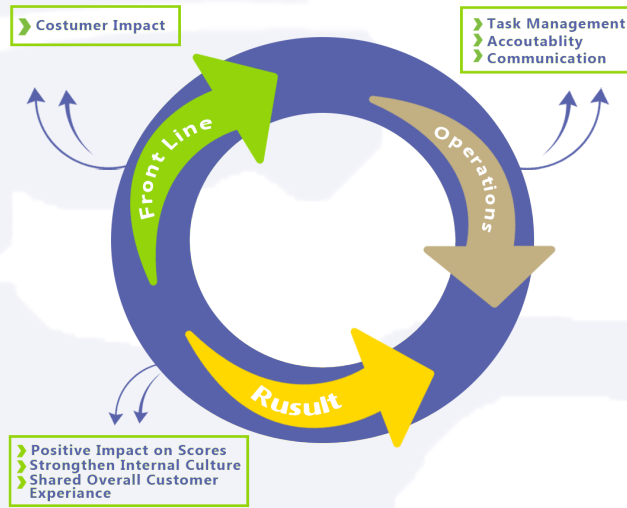 Costumer Impact
Task Management
Accoutablity
Communication
Front Line
Operations
Rusult
Positive Impact on Scores
Strengthen Internal Culture
Shared Overall Customer
Experiance